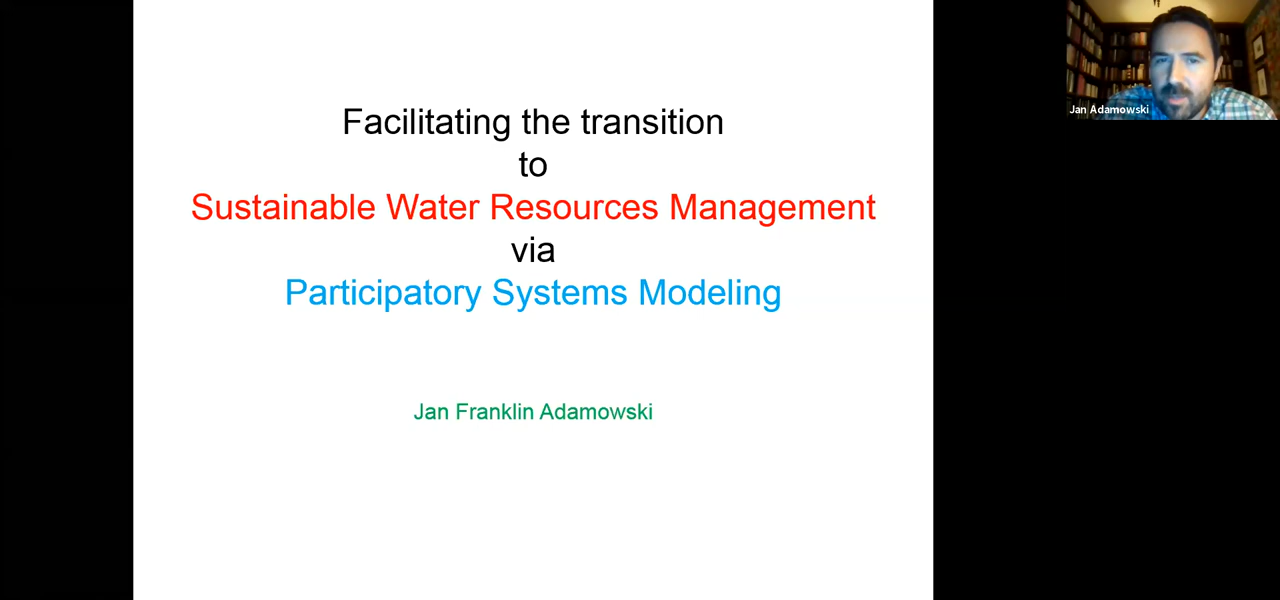 Facilitating the transition
to
Sustainable Water Resources Management
via
Participatory Systems Modeling
Jan Franklin Adamowski
Jan Adamowski